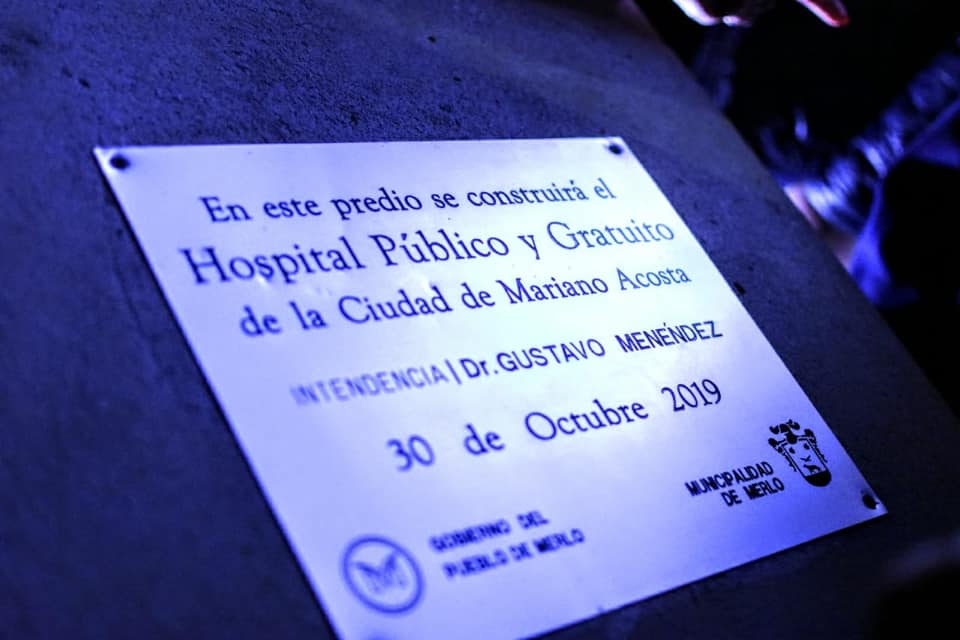 En este predio se construirá el
Hospital Público y Gratuito
de la Ciudad de Mariano Acosta
INTENDENCIA | Dr. GUSTAVO MENÉNDEZ
30 de Octubre 2019
MUNICIPALIDAD
DE MERLO
GOBIERNO DEL
PUEBLO DE MERLO